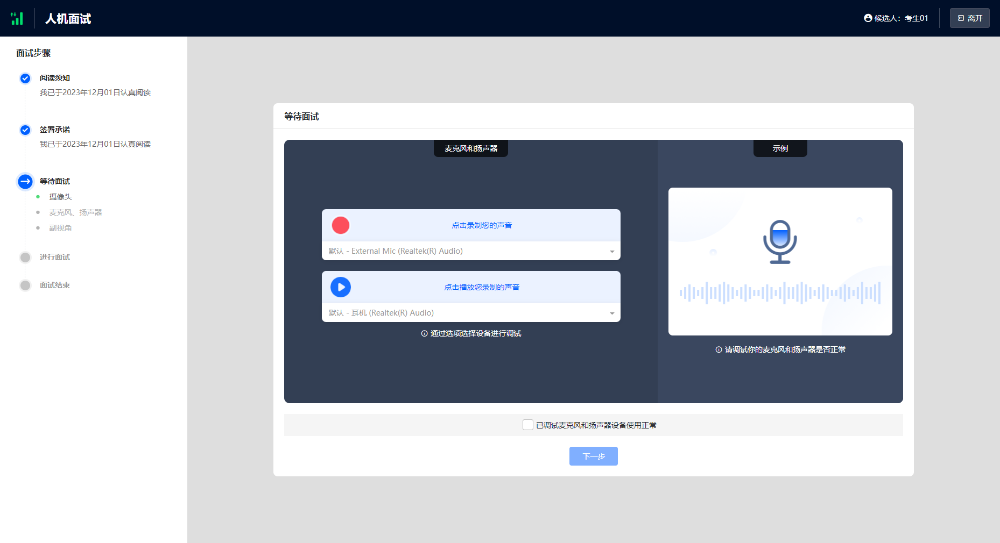 人机面试
候选人：考生01
离开
面试步骤
阅读须知
我已于2023年12月01日认真阅读
签署承诺
我已于2023年12月01日认真阅读
等待面试
摄像头
麦克风、扬声器
副视角
进行面试
面试结束
等待面试
麦克风和扬声器
点击录制您的声音
默认 - External Mic (Realtek(R) Audio)
点击播放您录制的声音
默认 - 耳机 (Realtek(R) Audio)
通过选项选择设备进行调试
示例
请调试你的麦克风和扬声器是否正常
已调试麦克风和扬声器设备使用正常
下一步